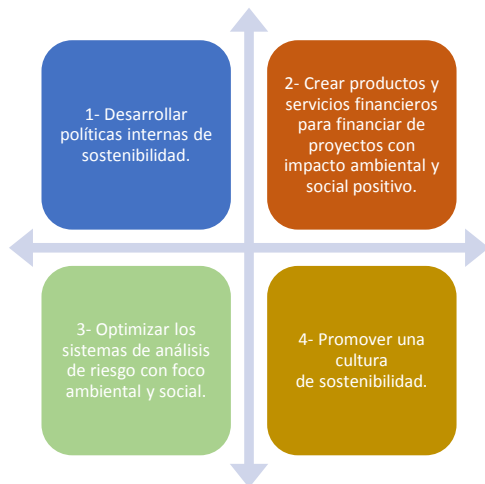 1- Desarrollar
políticas internas de
sostenibilidad.
2- Crear productos y
servicios financieros
para financiar de
proyectos con
impacto ambiental y
social positivo.
3- Optimizar los
sistemas de análisis
de riesgo con foco
ambiental y social.
4- Promover una
cultura
de sostenibilidad.